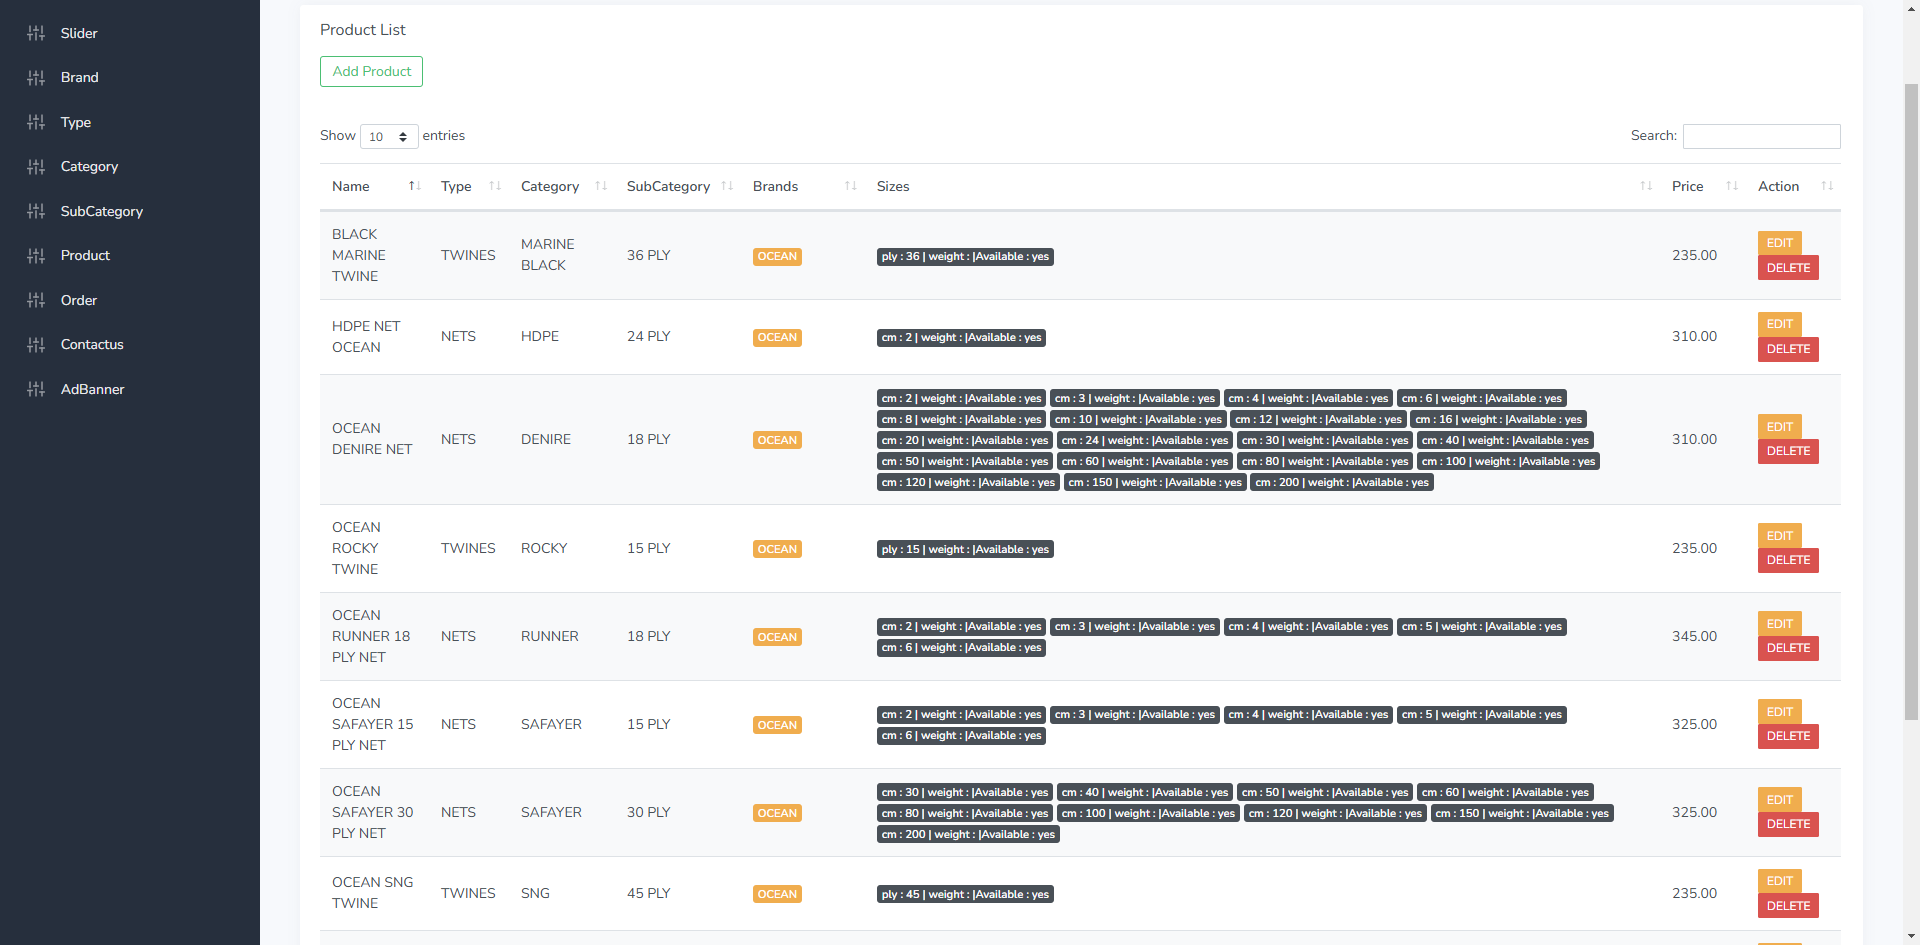 Slider
Brand
Type
Category
SubCategory
Product
Order
Contactus
AdBanner
Product List
Add Product
Show 10 entries
Search:
Name Type Category SubCategory Brands Sizes Price Action
BLACK MARINE TWINE TWINES MARINE BLACK 36 PLY OCEAN ply : 36 | weight : |Available : yes 235.00 EDIT DELETE
HDPE NET OCEAN NETS HDPE 24 PLY OCEAN cm : 2 | weight : |Available : yes 310.00 EDIT DELETE
OCEAN DENIRE NET NETS DENIRE 18 PLY OCEAN
cm : 2 | weight : |Available : yes cm : 3 | weight : |Available : yes cm : 4 | weight : |Available : yes cm : 6 | weight : |Available : yes
cm : 8 | weight : |Available : yes cm : 10 | weight : |Available : yes cm : 12 | weight : |Available : yes cm : 16 | weight : |Available : yes
cm : 20 | weight : |Available : yes cm : 24 | weight : |Available : yes cm : 30 | weight : |Available : yes cm : 40 | weight : |Available : yes
cm : 50 | weight : |Available : yes cm : 60 | weight : |Available : yes cm : 80 | weight : |Available : yes cm : 100 | weight : |Available : yes
cm : 120 | weight : |Available : yes cm : 150 | weight : |Available : yes cm : 200 | weight : |Available : yes
310.00 EDIT DELETE
OCEAN ROCKY TWINE TWINES ROCKY 15 PLY OCEAN ply : 15 | weight : |Available : yes 235.00 EDIT DELETE
OCEAN RUNNER 18 PLY NET NETS RUNNER 18 PLY OCEAN
cm : 2 | weight : |Available : yes cm : 3 | weight : |Available : yes cm : 4 | weight : |Available : yes cm : 5 | weight : |Available : yes
cm : 6 | weight : |Available : yes
345.00 EDIT DELETE
OCEAN SAFAYER 15 PLY NET NETS SAFAYER 15 PLY OCEAN
cm : 2 | weight : |Available : yes cm : 3 | weight : |Available : yes cm : 4 | weight : |Available : yes cm : 5 | weight : |Available : yes
cm : 6 | weight : |Available : yes
325.00 EDIT DELETE
OCEAN SAFAYER 30 PLY NET NETS SAFAYER 30 PLY OCEAN
cm : 30 | weight : |Available : yes cm : 40 | weight : |Available : yes cm : 50 | weight : |Available : yes cm : 60 | weight : |Available : yes
cm : 80 | weight : |Available : yes cm : 100 | weight : |Available : yes cm : 120 | weight : |Available : yes cm : 150 | weight : |Available : yes
cm : 200 | weight : |Available : yes
325.00 EDIT DELETE
OCEAN SNG TWINE TWINES SNG 45 PLY OCEAN ply : 45 | weight : |Available : yes 235.00 EDIT DELETE